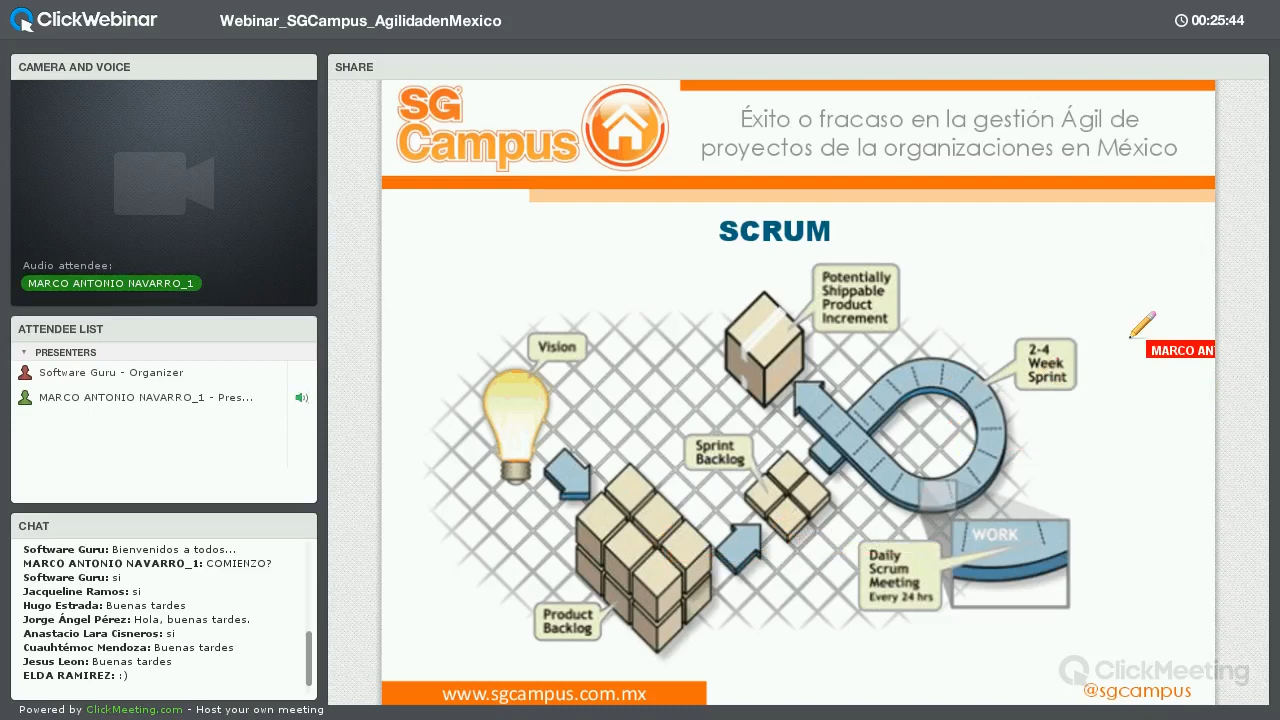 ClickWebinar
Webinar_SGCampus_AgilidadenMexico
00:25:44
CAMERA AND VOICE
Audio attendee:
MARCO ANTONIO NAVARRO_1
ATTENDEE LIST
PRESENTERS
Software Guru - Organizer
MARCO ANTONIO NAVARRO_1 - Pres...
CHAT
Software Guru: Bienvenidos a todos...
MARCO ANTONIO NAVARRO_1: COMIENZO?
Software Guru: si
Jacqueline Ramos: si
Hugo Estrada: Buenas tardes
Jorge Ángel Pérez: Hola, buenas tardes.
Anastacio Lara Cisneros: si
Cuauhtémoc Mendoza: Buenas tardes
Jesus Leon: Buenas tardes
ELDA RAMIREZ: :)
Powered by ClickMeeting.com - Host your own meeting
SHARE
SG
Campus
Éxito o fracaso en la gestión Ágil de
proyectos de la organizaciones en México
SCRUM
Potentially
Shippable
Product
Increment
Vision
2-4
Week
Sprint
MARCO AN
Sprint
Backlog
WORK
Daily
Scrum
Meeting
Every 24 hrs
Product
Backlog
ClickMeeting
www.sgcampus.com.mx
@sgcampus